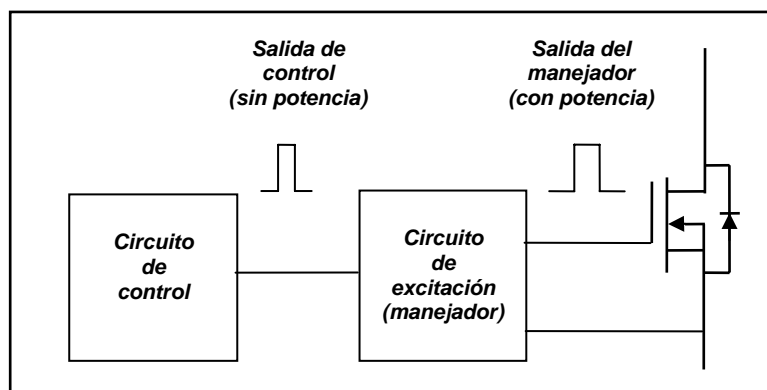 Salida de
control
(sin potencia)
Salida del
manejador
(con potencia)
Circuito
de
control
Circuito
de
excitación
(manejador)